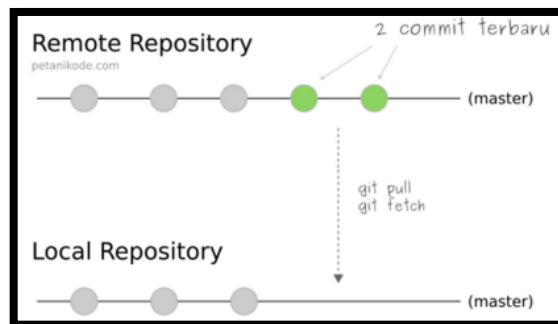 2 commit terbaru
Remote Repository
petanikode.com
(master)
git pull
git fetch
Local Repository
(master)